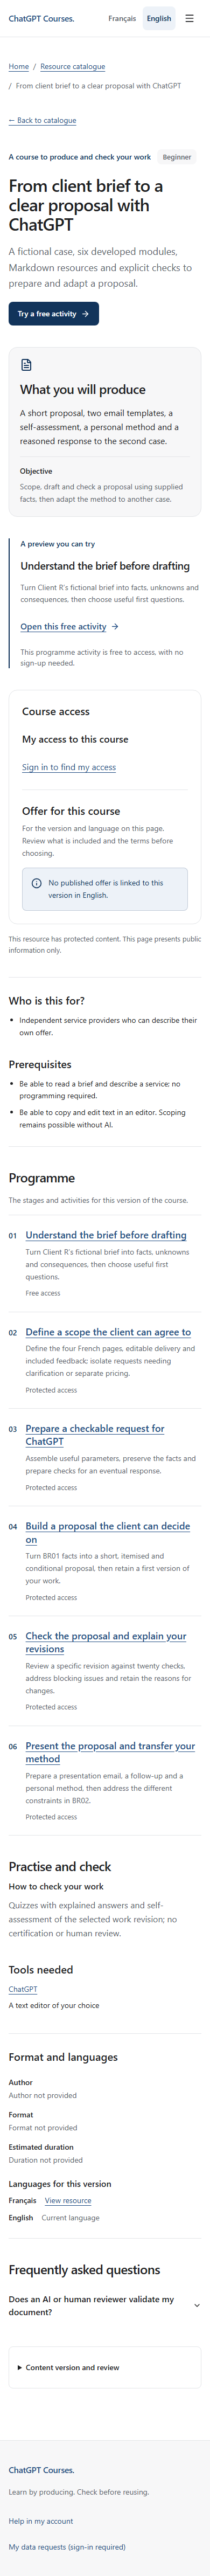 ChatGPT Courses.
Français
English
Home / Resource catalogue
/ From client brief to a clear proposal with ChatGPT
← Back to catalogue
A course to produce and check your work
Beginner
From client brief to a
clear proposal with
ChatGPT
A fictional case, six developed modules,
Markdown resources and explicit checks to
prepare and adapt a proposal.
Try a free activity →
What you will produce
A short proposal, two email templates, a
self-assessment, a personal method and a
reasoned response to the second case.
Objective
Scope, draft and check a proposal using supplied
facts, then adapt the method to another case.
A preview you can try
Understand the brief before drafting
Turn Client R's fictional brief into facts, unknowns and
consequences, then choose useful first questions.
Open this free activity →
This programme activity is free to access, with no
sign-up needed.
Course access
My access to this course
Sign in to find my access
Offer for this course
For the version and language on this page.
Review what is included and the terms before
choosing.
No published offer is linked to this
version in English.
This resource has protected content. This page presents public
information only.
Who is this for?
• Independent service providers who can describe their
own offer.
Prerequisites
• Be able to read a brief and describe a service; no
programming required.
• Be able to copy and edit text in an editor. Scoping
remains possible without AI.
Programme
The stages and activities for this version of the course.
01 Understand the brief before drafting
Turn Client R's fictional brief into facts, unknowns
and consequences, then choose useful first
questions.
Free access
02 Define a scope the client can agree to
Define the four French pages, editable delivery and
included feedback; isolate requests needing
clarification or separate pricing.
Protected access
03 Prepare a checkable request for
ChatGPT
Assemble useful parameters, preserve the facts and
prepare checks for an eventual response.
Protected access
04 Build a proposal the client can decide
on
Turn BR01 facts into a short, itemised and
conditional proposal, then retain a first version of
your work.
Protected access
05 Check the proposal and explain your
revisions
Review a specific revision against twenty checks,
address blocking issues and retain the reasons for
changes.
Protected access
06 Present the proposal and transfer your
method
Prepare a presentation email, a follow-up and a
personal method, then address the different
constraints in BR02.
Protected access
Practise and check
How to check your work
Quizzes with explained answers and self-
assessment of the selected work revision; no
certification or human review.
Tools needed
ChatGPT
A text editor of your choice
Format and languages
Author
Author not provided
Format
Format not provided
Estimated duration
Duration not provided
Languages for this version
Français View resource
English Current language
Frequently asked questions
Does an AI or human reviewer validate my
document?
Content version and review
ChatGPT Courses.
Learn by producing. Check before reusing.
Help in my account
My data requests (sign-in required)